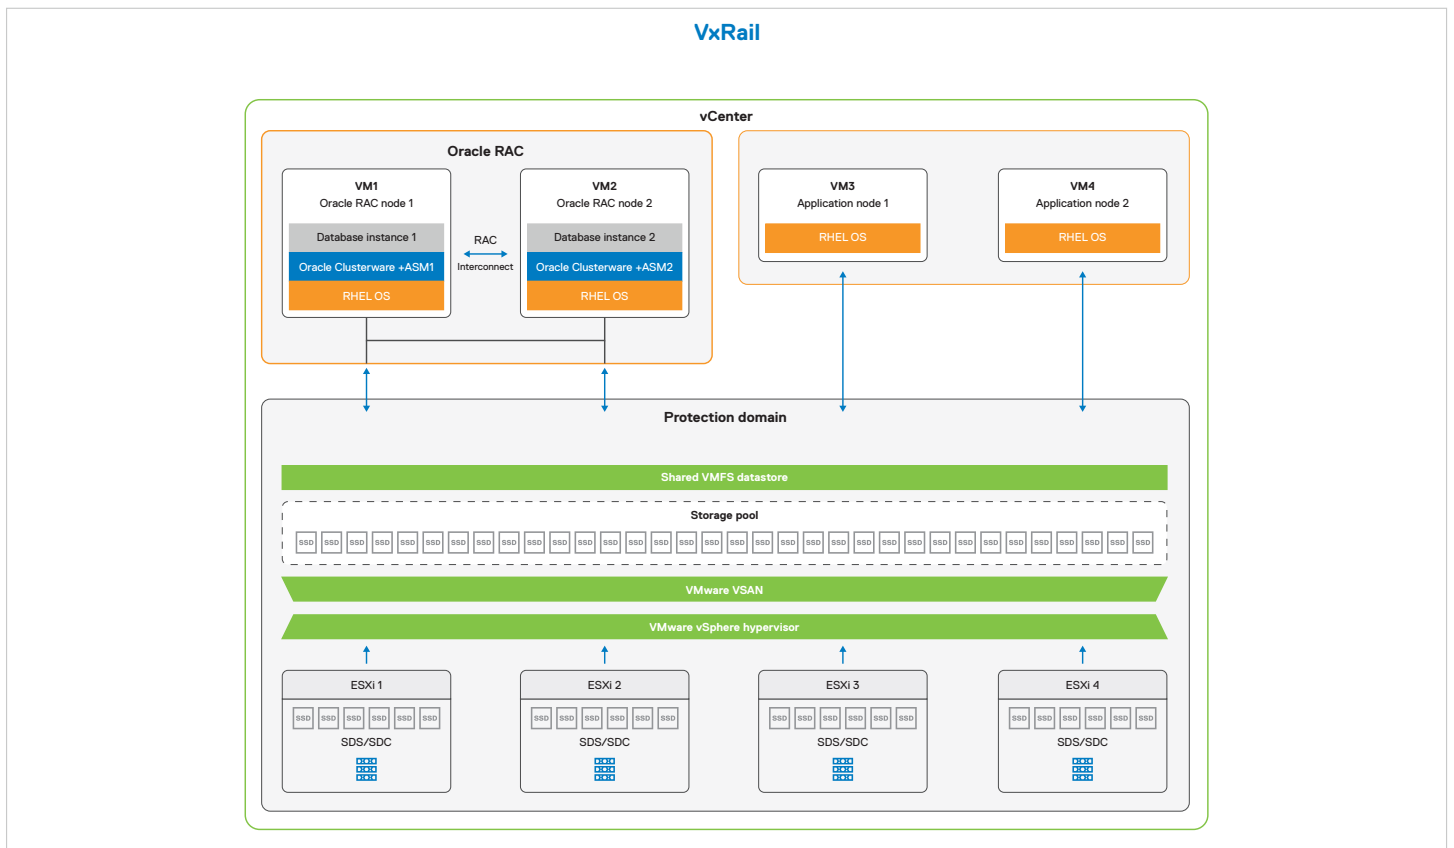 VxRail
vCenter
Oracle RAC
VM1
Oracle RAC node 1
Database instance 1
Oracle Clusterware +ASM1
RHEL OS
RAC
Interconnect
VM2
Oracle RAC node 2
Database instance 2
Oracle Clusterware +ASM2
RHEL OS
VM3
Application node 1
RHEL OS
VM4
Application node 2
RHEL OS
Protection domain
Shared VMFS datastore
Storage pool
SSD SSD SSD SSD SSD SSD SSD SSD SSD SSD SSD SSD SSD SSD SSD SSD SSD SSD SSD SSD SSD SSD SSD SSD SSD SSD SSD SSD SSD SSD SSD SSD SSD SSD
VMware VSAN
VMware vSphere hypervisor
ESXi 1
SSD SSD SSD SSD SSD SSD
SDS/SDC
ESXi 2
SSD SSD SSD SSD SSD SSD
SDS/SDC
ESXi 3
SSD SSD SSD SSD SSD SSD
SDS/SDC
ESXi 4
SSD SSD SSD SSD SSD SSD
SDS/SDC